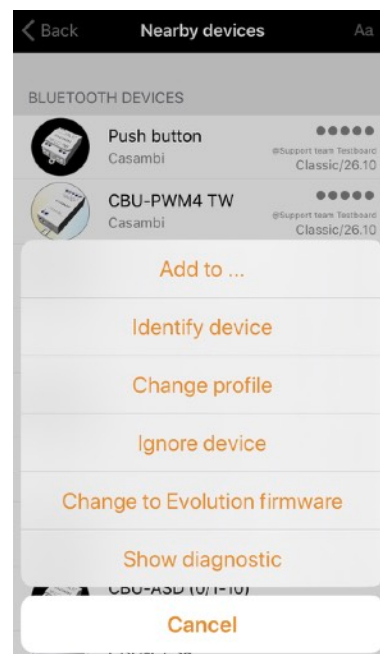 Back
Nearby devices
Aa
BLUETOOTH DEVICES
Push button
Casambi
@Support team Testboard
Classic/26.10
CBU-PWM4 TW
Casambi
@Support team Testboard
Classic/26.10
Add to ...
Identify device
Change profile
Ignore device
Change to Evolution firmware
Show diagnostic
CBU-ASD (0/1-10)
Cancel